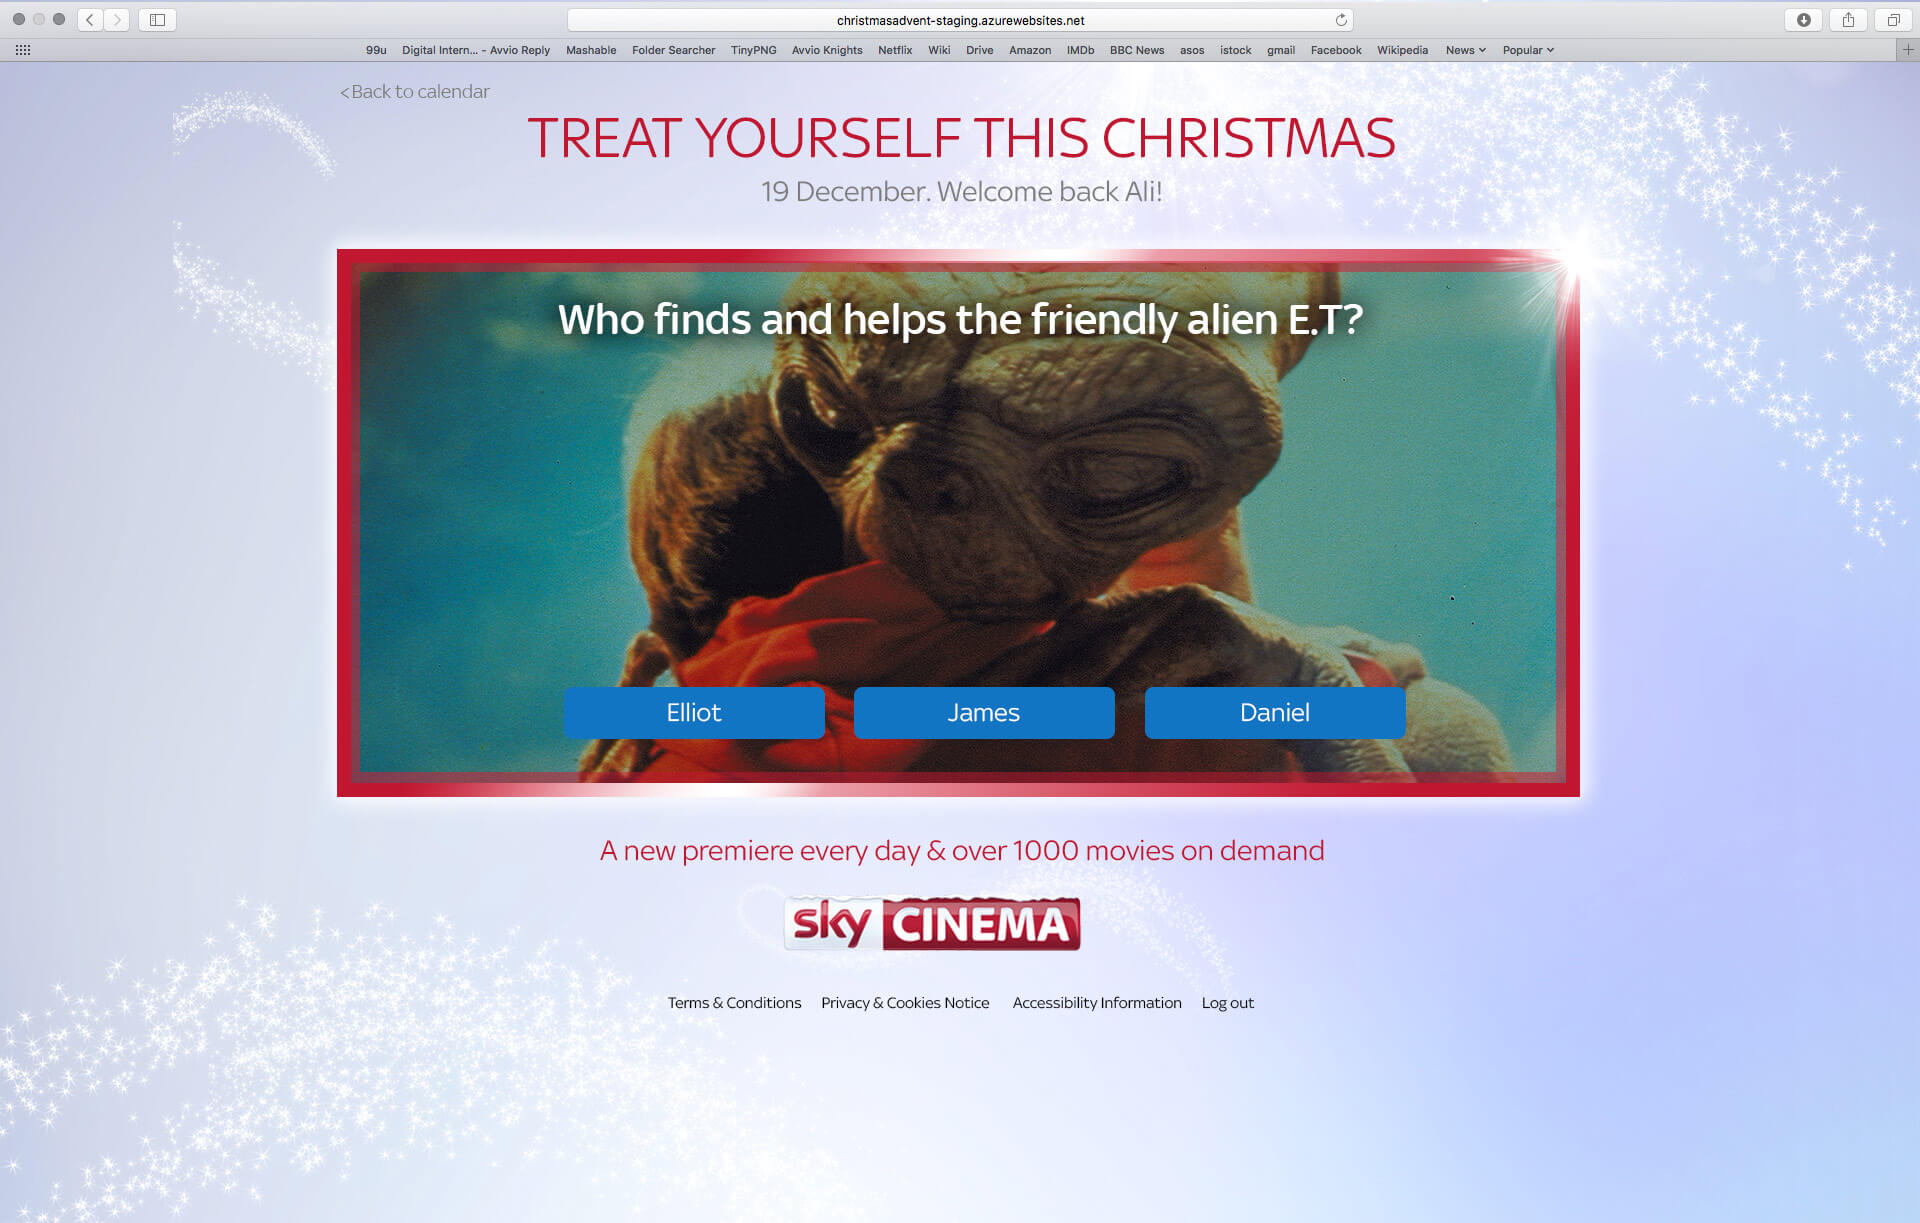 christmasadvent-staging.azurewebsites.net
99u Digital Intern... - Avvio Reply Mashable Folder Searcher TinyPNG Avvio Knights Netflix Wiki Drive Amazon IMDb BBC News asos istock gmail Facebook Wikipedia News Popular
<Back to calendar
TREAT YOURSELF THIS CHRISTMAS
19 December. Welcome back Ali!
Who finds and helps the friendly alien E.T?
Elliot James Daniel
A new premiere every day & over 1000 movies on demand
sky CINEMA
Terms & Conditions Privacy & Cookies Notice Accessibility Information Log out